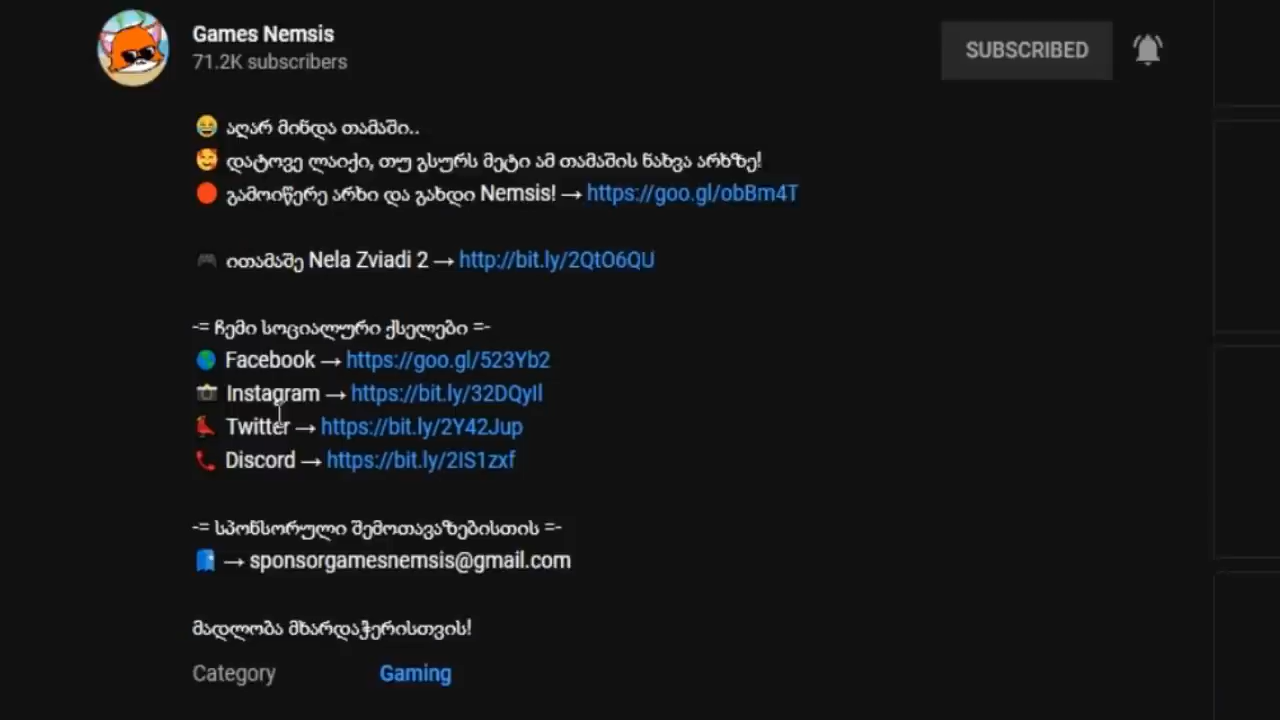 Games Nemsis
71.2K subscribers
SUBSCRIBED
😂 აღარ მინდა თამაში..
🥰 დატოვე ლაიქი, თუ გსურს მეტი ამ თამაშის ნახვა არხზე!
🔴 გამოიწერე არხი და გახდი Nemsis! → https://goo.gl/obBm4T
🎮 ითამაშე Nela Zviadi 2 → http://bit.ly/2QtO6QU
-= ჩემი სოციალური ქსელები =-
🌎 Facebook → https://goo.gl/523Yb2
📷 Instagram → https://bit.ly/32DQyIl
🐦 Twitter → https://bit.ly/2Y42Jup
📞 Discord → https://bit.ly/2IS1zxf
-= სპონსორული შემოთავაზებისთის =-
📘 → sponsorgamesnemsis@gmail.com
მადლობა მხარდაჭერისთვის!
Category Gaming